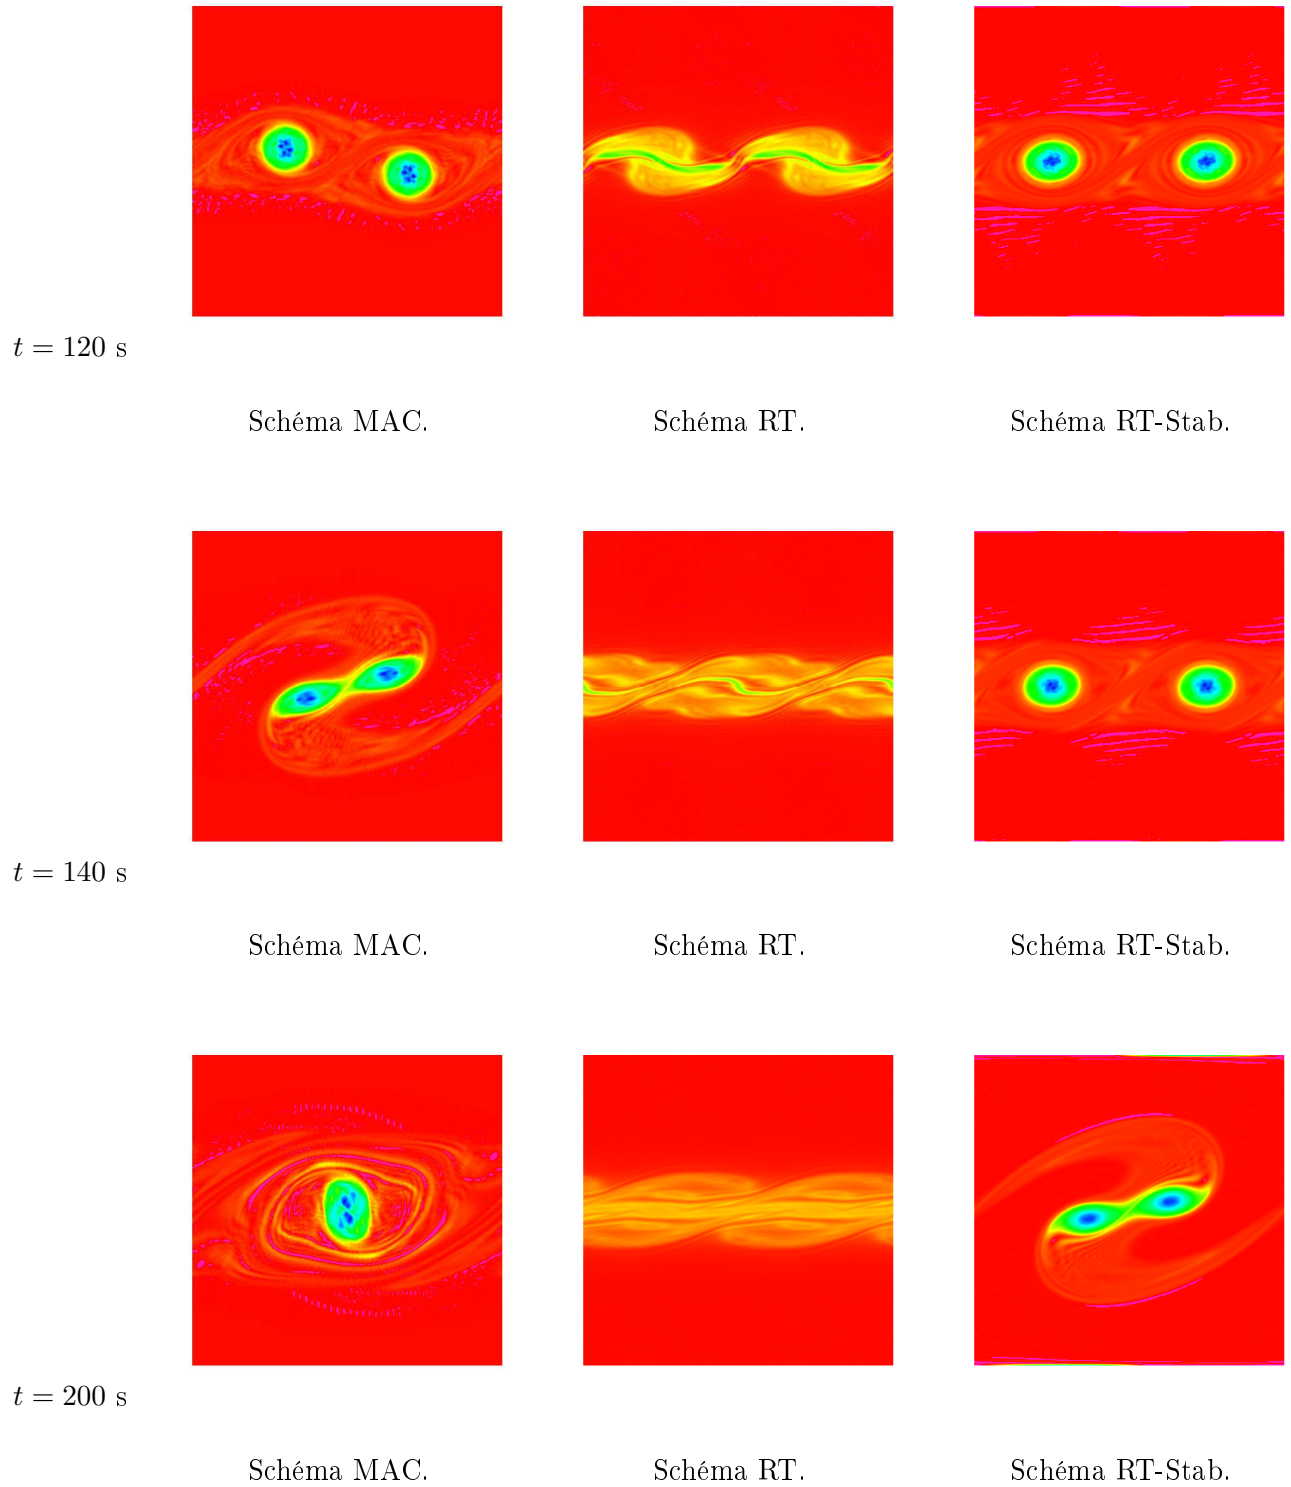 t = 120 s
Schéma MAC. Schéma RT. Schéma RT-Stab.
t = 140 s
Schéma MAC. Schéma RT. Schéma RT-Stab.
t = 200 s
Schéma MAC. Schéma RT. Schéma RT-Stab.